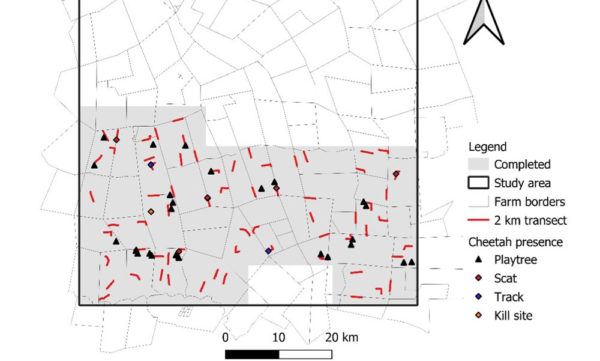 Legend
Completed
Study area
Farm borders
2 km transect
Cheetah presence
Playtree
Scat
Track
Kill site
0 10 20 km